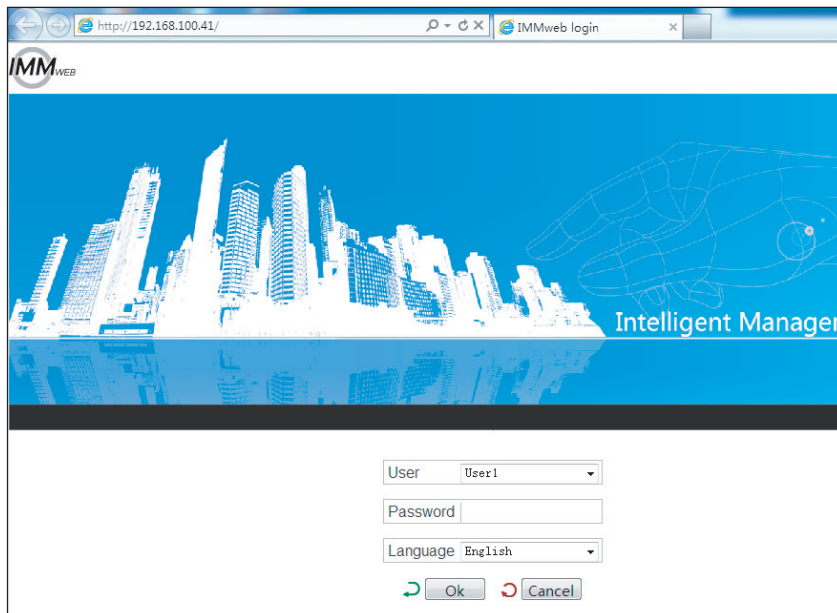 http://192.168.100.41/
IMMweb login
IMM WEB
Intelligent Manager
User User1
Password
Language English
Ok Cancel